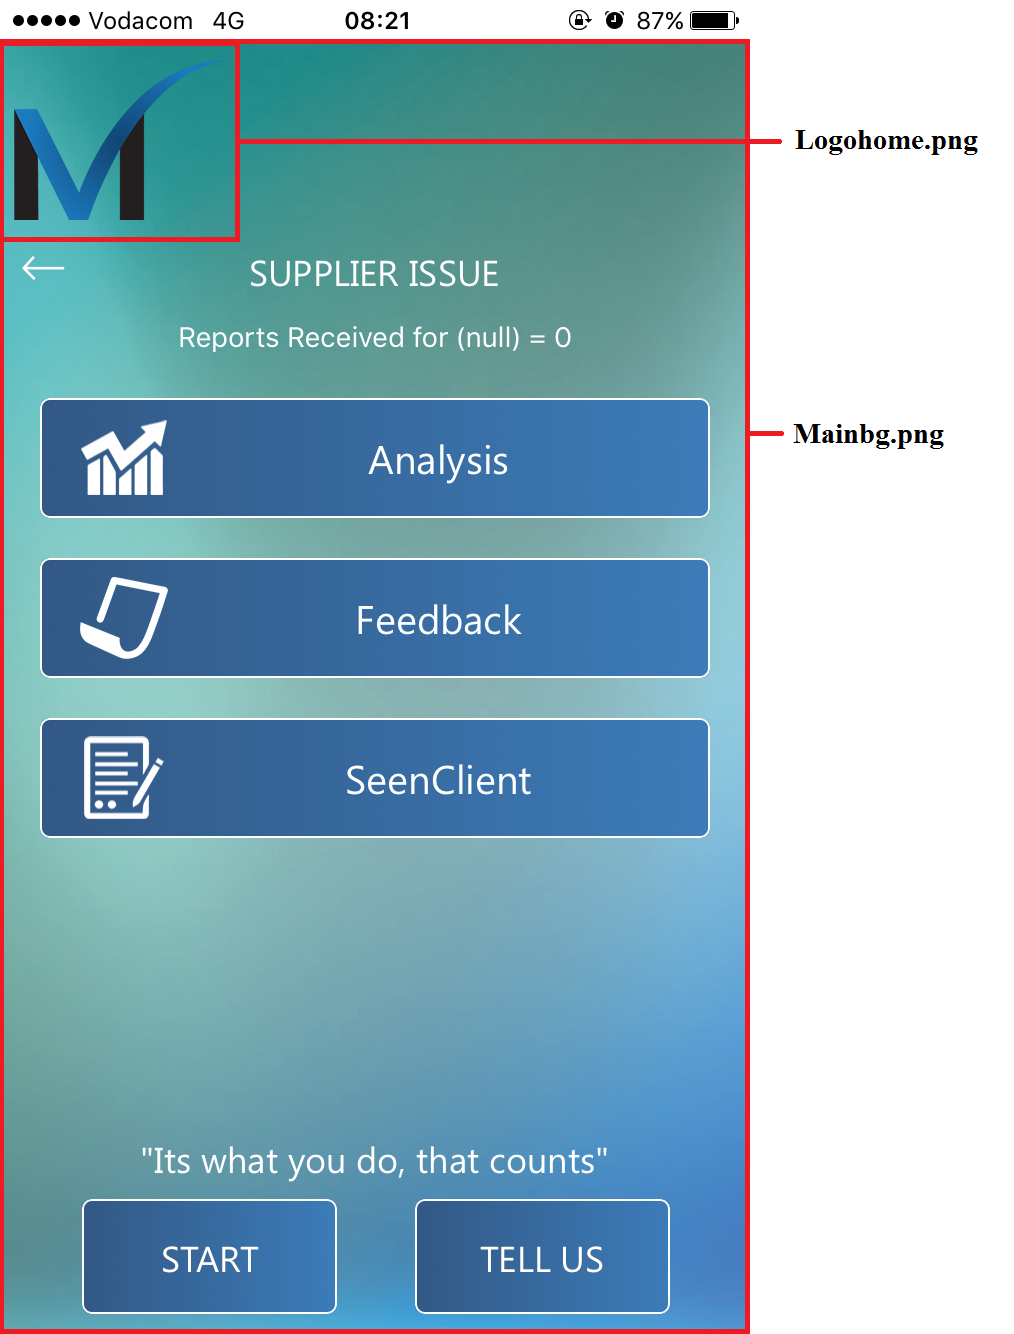 Vodacom 4G 08:21 87%
M
Logohome.png
SUPPLIER ISSUE
Reports Received for (null) = 0
Analysis
Mainbg.png
Feedback
SeenClient
"Its what you do, that counts"
START TELL US